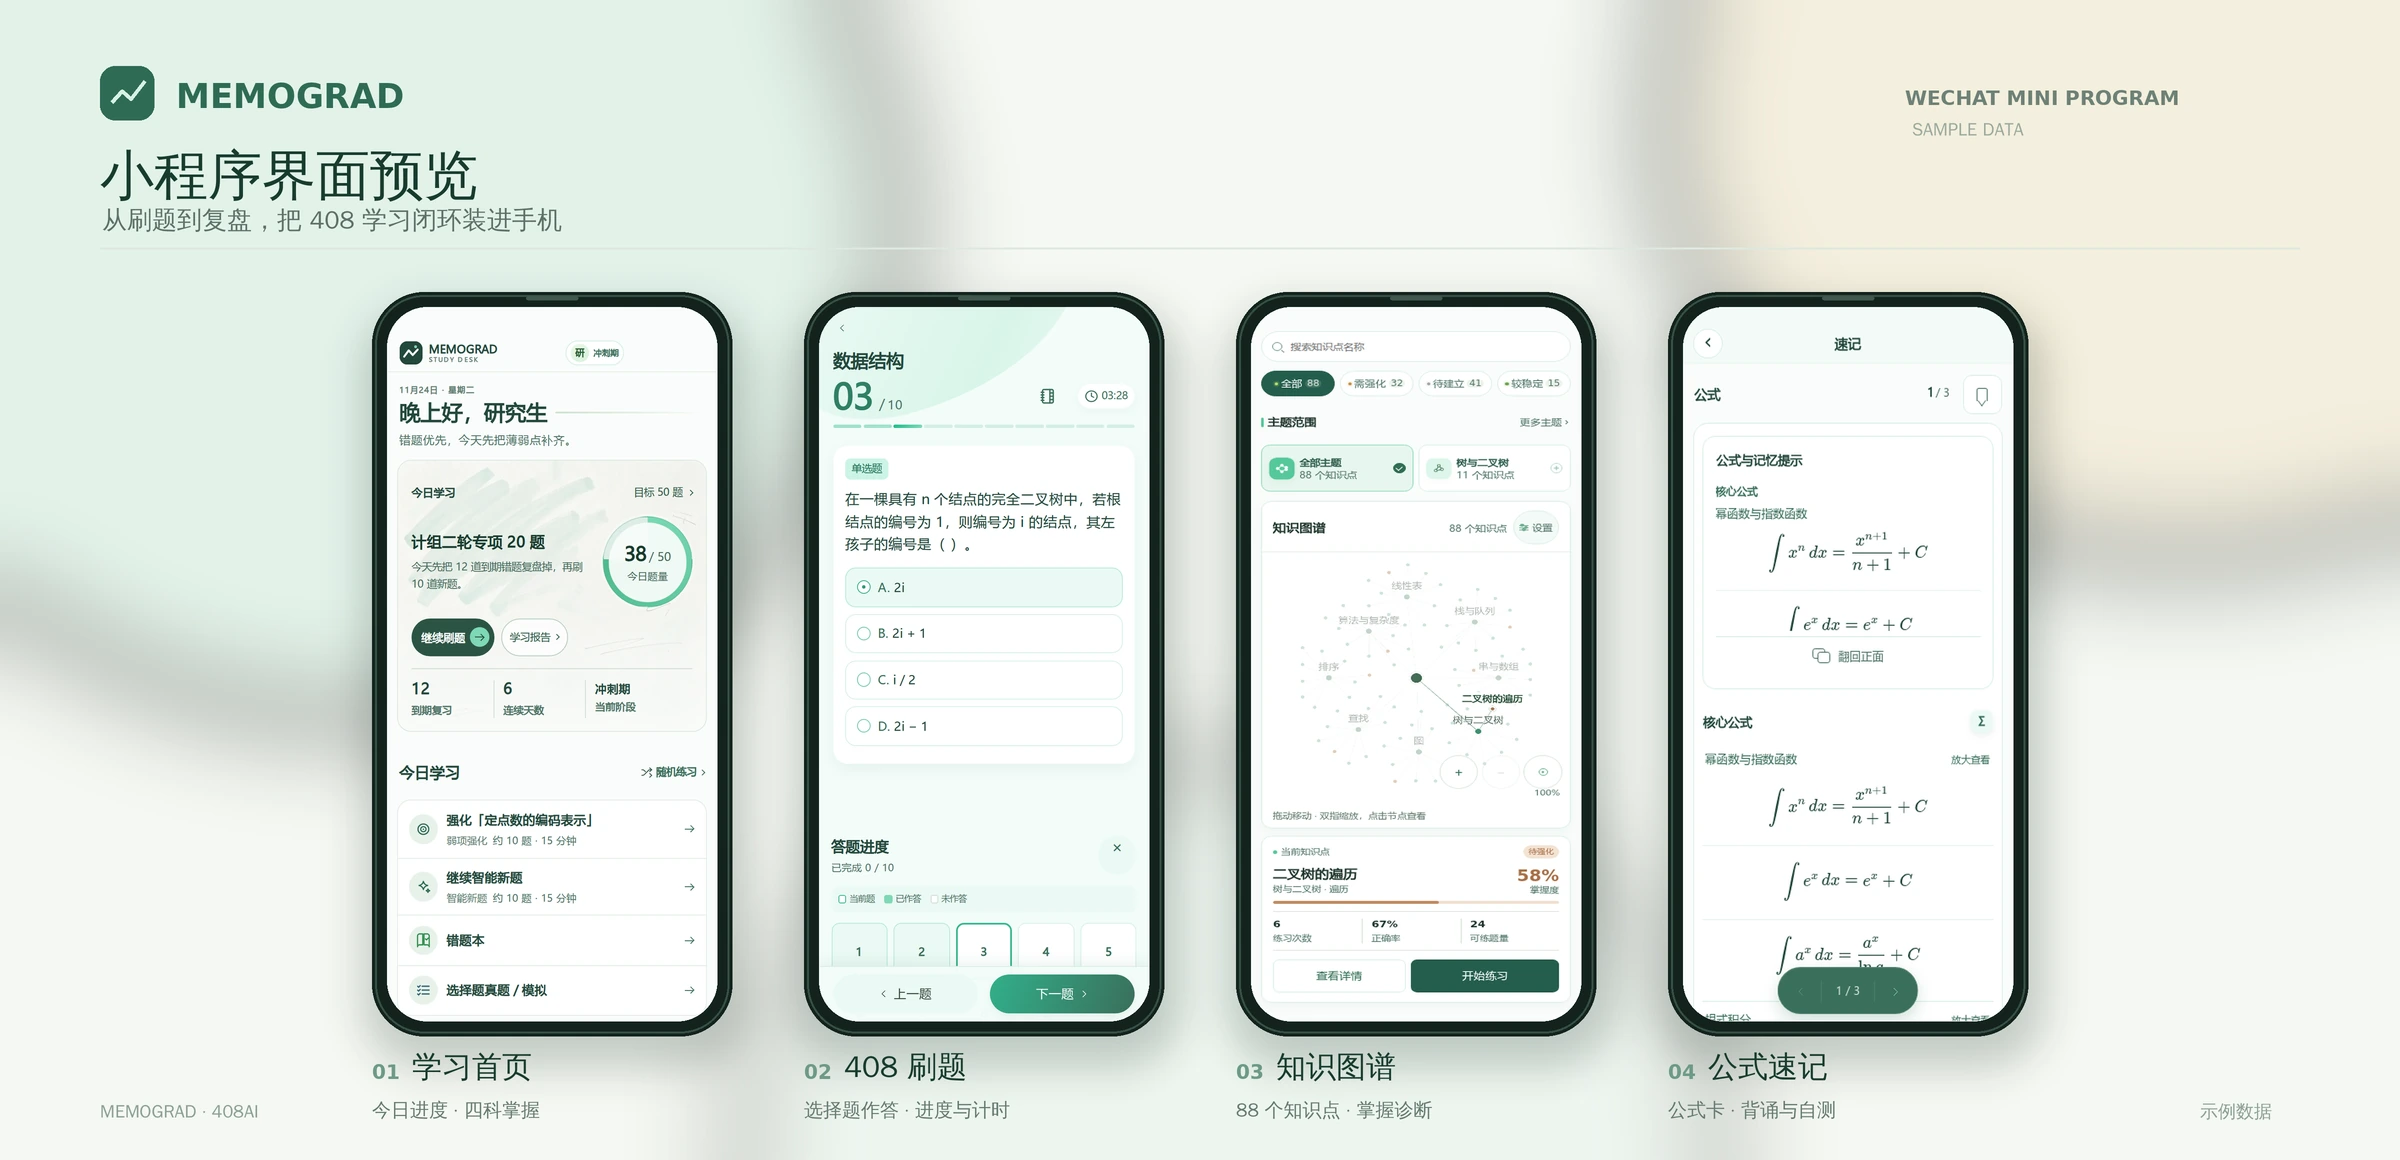 MEMOGRAD
WECHAT MINI PROGRAM
SAMPLE DATA
小程序界面预览
从刷题到复盘，把 408 学习闭环装进手机
MEMOGRAD
STUDY DESK
研 冲刺期
11月24日 · 星期二
晚上好，研究生
错题优先，今天先把薄弱点补齐。
今日学习
目标 50 题 ›
计组二轮专项 20 题
今天先把 12 道到期错题复盘掉，再刷
10 道新题。
38 / 50
今日题量
继续刷题 →
学习报告 ›
12
到期复习
6
连续天数
冲刺期
当前阶段
今日学习
随机练习 ›
强化「定点数的编码表示」
弱项强化 约 10 题 · 15 分钟
继续智能新题
智能新题 约 10 题 · 15 分钟
错题本
选择题真题 / 模拟
01 学习首页
今日进度 · 四科掌握
数据结构
03 / 10
03:28
单选题
在一棵具有 n 个结点的完全二叉树中，若根
结点的编号为 1，则编号为 i 的结点，其左
孩子的编号是（ ）。
A. 2i
B. 2i + 1
C. i / 2
D. 2i − 1
答题进度
已完成 0 / 10
当前题 已作答 未作答
1 2 3 4 5
‹ 上一题
下一题 ›
02 408 刷题
选择题作答 · 进度与计时
搜索知识点名称
全部 88
需强化 32
待建立 41
较稳定 15
主题范围
更多主题 ›
全部主题
88 个知识点
树与二叉树
11 个知识点
知识图谱
88 个知识点
设置
线性表
栈与队列
算法与复杂度
排序
串与数组
二叉树的遍历
查找
树与二叉树
图
+ −
100%
拖动移动 · 双指缩放，点击节点查看
当前知识点
待强化
二叉树的遍历
58%
树与二叉树 · 遍历
掌握度
6
练习次数
67%
正确率
24
可练题量
查看详情
开始练习
03 知识图谱
88 个知识点 · 掌握诊断
速记
公式
1 / 3
公式与记忆提示
核心公式
幂函数与指数函数
∫ xⁿ dx = xⁿ⁺¹ / (n + 1) + C
∫ eˣ dx = eˣ + C
翻回正面
核心公式
Σ
幂函数与指数函数
放大查看
∫ xⁿ dx = xⁿ⁺¹ / (n + 1) + C
∫ eˣ dx = eˣ + C
∫ aˣ dx = aˣ / ln a + C
‹ 1 / 3 ›
放大查看
04 公式速记
公式卡 · 背诵与自测
MEMOGRAD · 408AI
示例数据